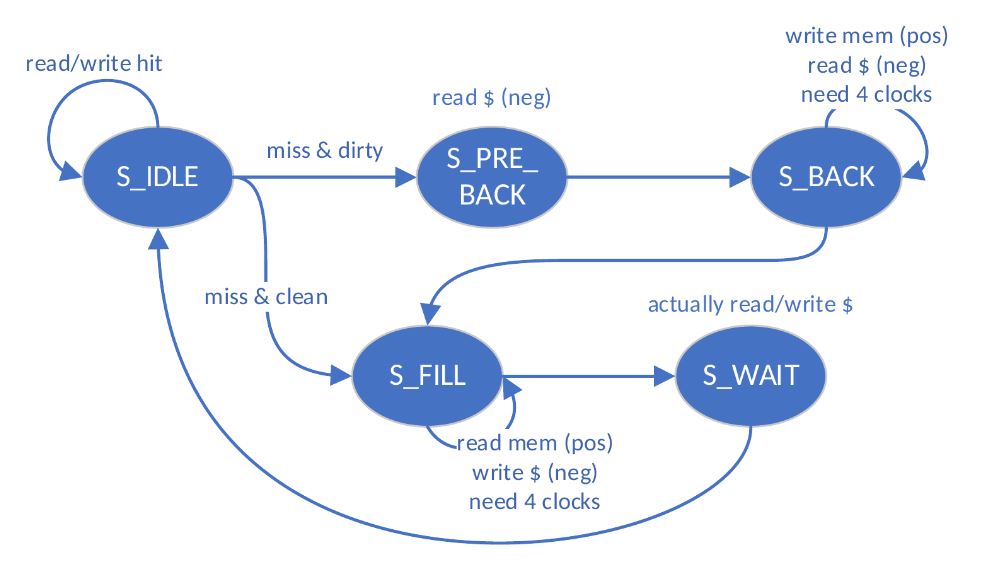 write mem (pos)
read $ (neg)
need 4 clocks
read/write hit
read $ (neg)
miss & dirty
S_IDLE
S_PRE_
BACK
S_BACK
miss & clean
actually read/write $
S_FILL
S_WAIT
read mem (pos)
write $ (neg)
need 4 clocks